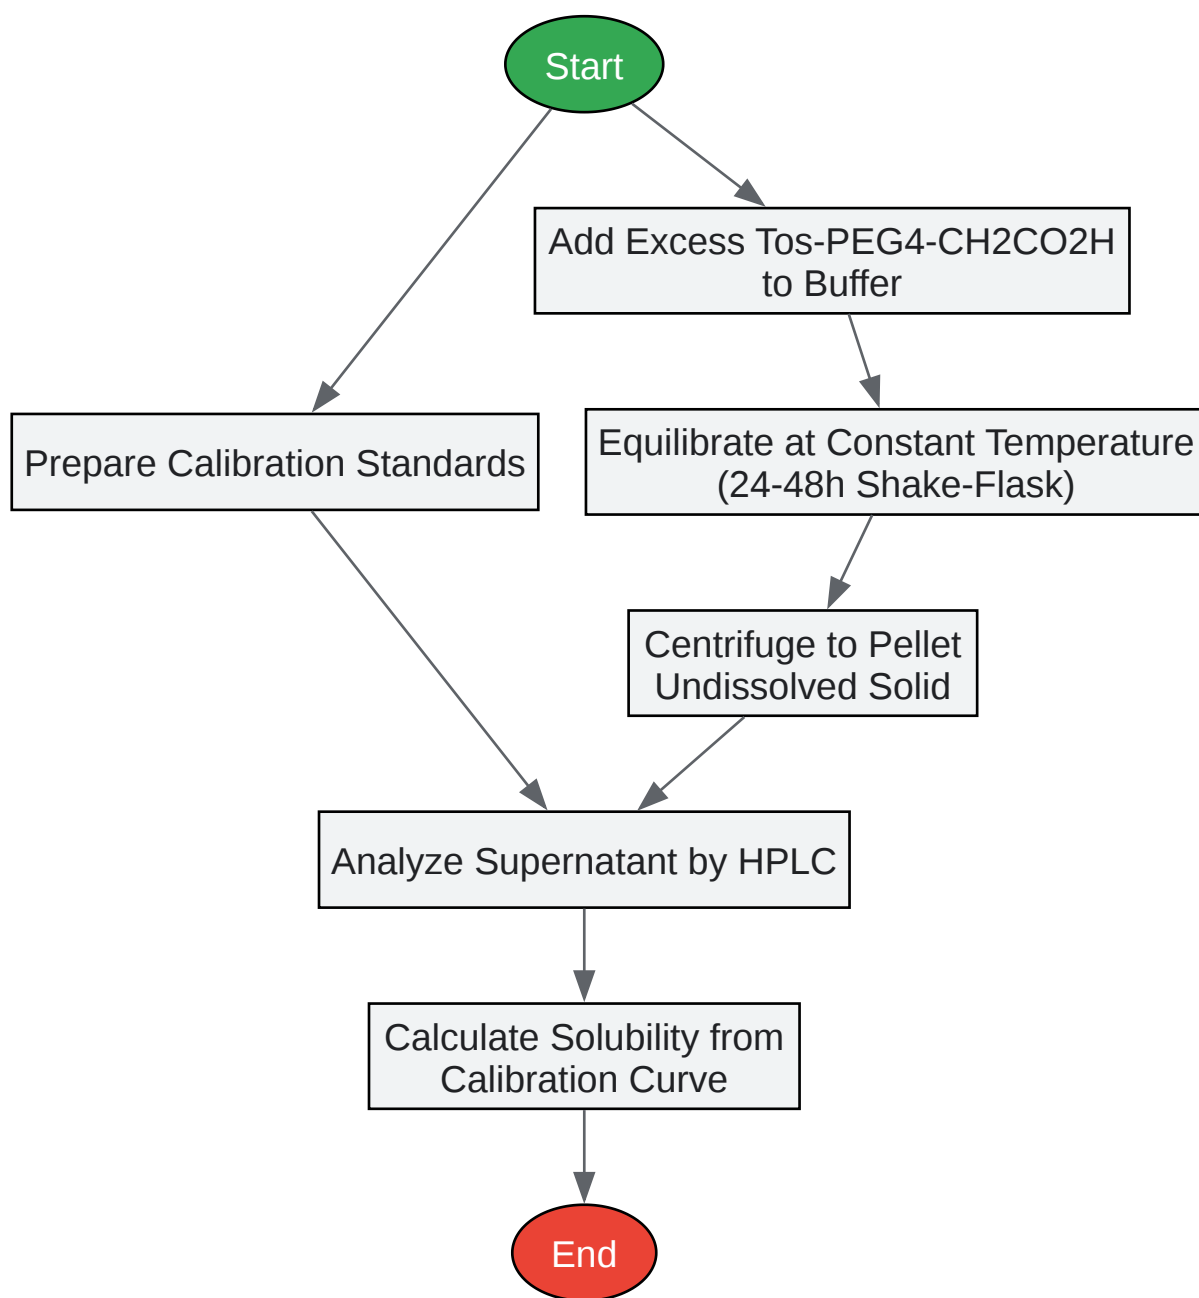 Start
Add Excess Tos-PEG4-CH2CO2H
to Buffer
Prepare Calibration Standards
Equilibrate at Constant Temperature
(24-48h Shake-Flask)
Centrifuge to Pellet
Undissolved Solid
Analyze Supernatant by HPLC
Calculate Solubility from
Calibration Curve
End